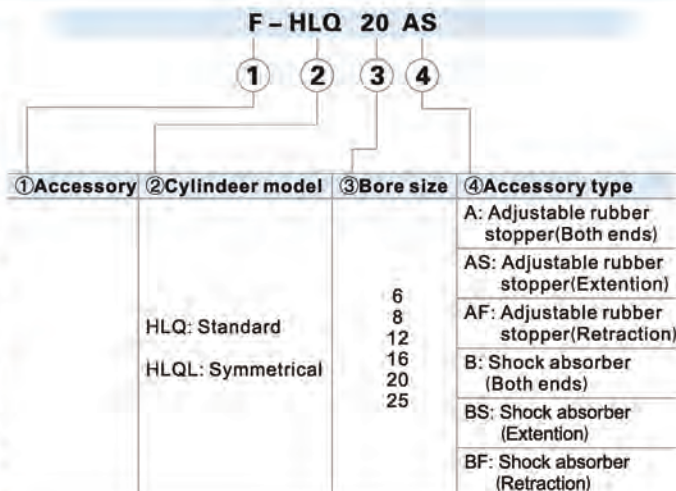 F – HLQ 20 AS
① ② ③ ④
①Accessory ②Cylindeer model ③Bore size ④Accessory type
HLQ: Standard
HLQL: Symmetrical
6
8
12
16
20
25
A: Adjustable rubber
stopper(Both ends)
AS: Adjustable rubber
stopper(Extention)
AF: Adjustable rubber
stopper(Retraction)
B: Shock absorber
(Both ends)
BS: Shock absorber
(Extention)
BF: Shock absorber
(Retraction)